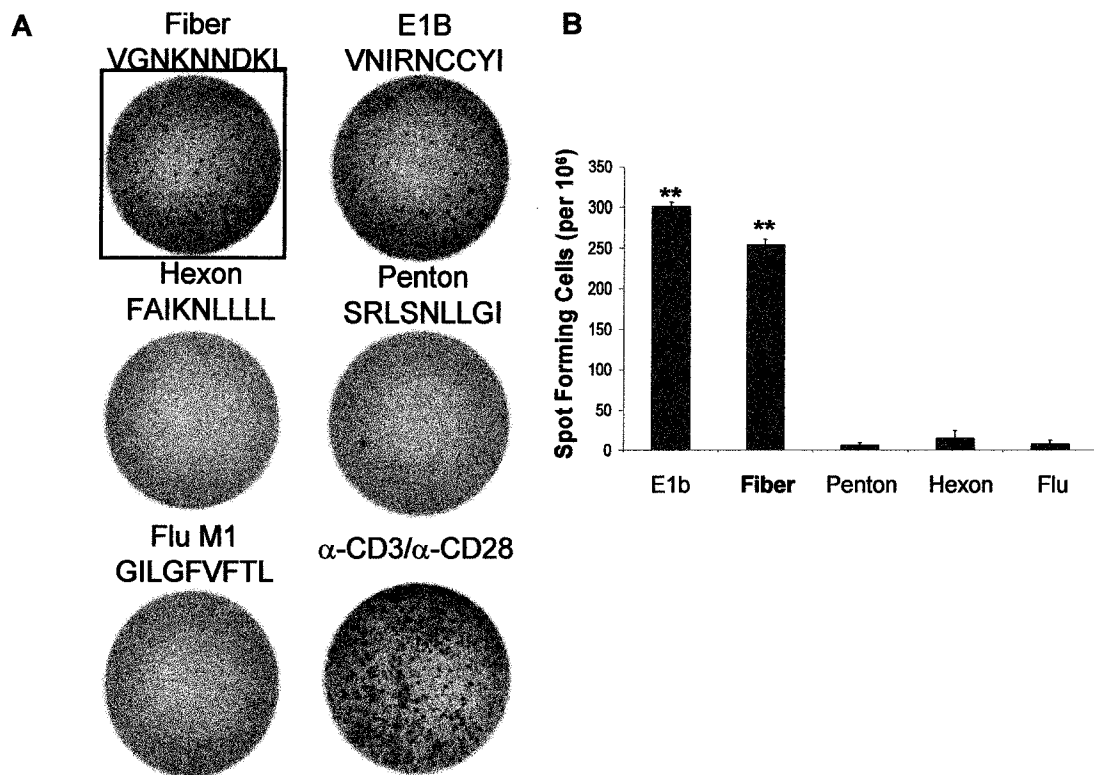 A
Fiber
VGNKNNDKL
E1B
VNIRNCCYI
Hexon
FAIKNLLLL
Penton
SRLSNLLGI
Flu M1
GILGFVFTL
α-CD3/α-CD28
B
Spot Forming Cells (per 10⁶)
350
300
250
200
150
100
50
0
**
**
E1b
Fiber
Penton
Hexon
Flu